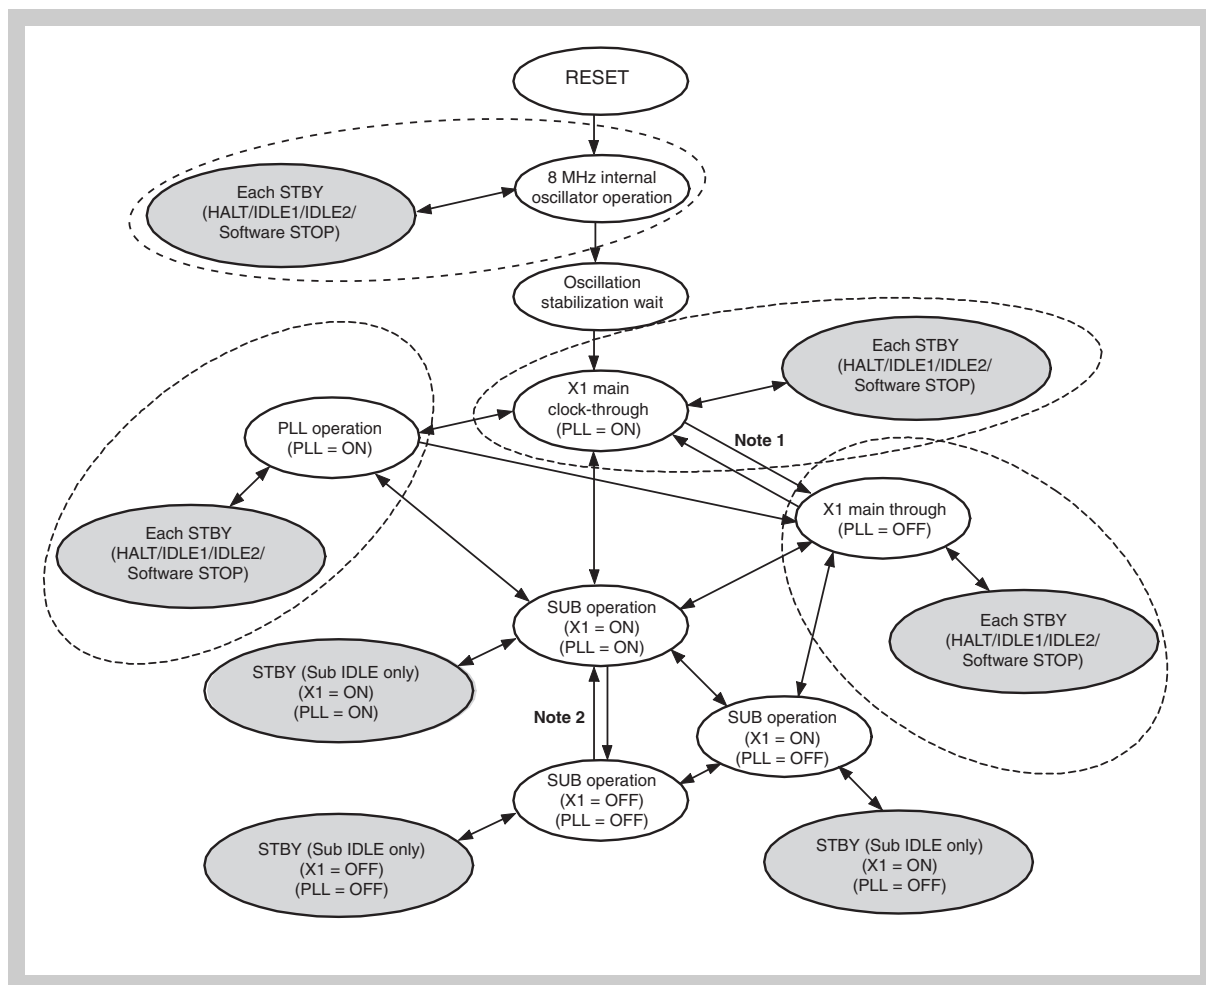 RESET
8 MHz internal
oscillator operation
Each STBY
(HALT/IDLE1/IDLE2/
Software STOP)
Oscillation
stabilization wait
Each STBY
(HALT/IDLE1/IDLE2/
Software STOP)
X1 main
clock-through
(PLL = ON)
PLL operation
(PLL = ON)
Note 1
X1 main through
(PLL = OFF)
Each STBY
(HALT/IDLE1/IDLE2/
Software STOP)
SUB operation
(X1 = ON)
(PLL = ON)
Each STBY
(HALT/IDLE1/IDLE2/
Software STOP)
STBY (Sub IDLE only)
(X1 = ON)
(PLL = ON)
Note 2
SUB operation
(X1 = ON)
(PLL = OFF)
SUB operation
(X1 = OFF)
(PLL = OFF)
STBY (Sub IDLE only)
(X1 = OFF)
(PLL = OFF)
STBY (Sub IDLE only)
(X1 = ON)
(PLL = OFF)